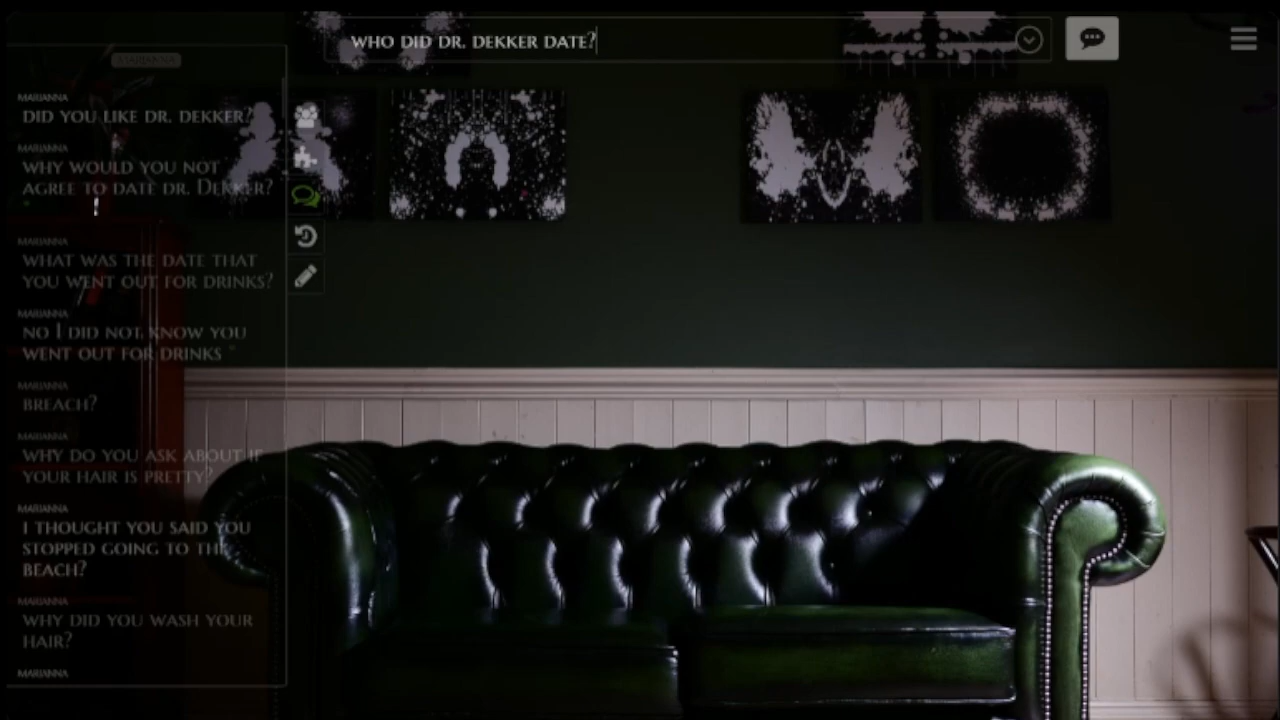 WHO DID DR. DEKKER DATE?
MARIANNA
MARIANNA
DID YOU LIKE DR. DEKKER?
MARIANNA
WHY WOULD YOU NOT
AGREE TO DATE DR. DEKKER?
MARIANNA
WHAT WAS THE DATE THAT
YOU WENT OUT FOR DRINKS?
MARIANNA
NO I DID NOT KNOW YOU
WENT OUT FOR DRINKS
MARIANNA
BREACH?
MARIANNA
WHY DO YOU ASK ABOUT IF
YOUR HAIR IS PRETTY?
MARIANNA
I THOUGHT YOU SAID YOU
STOPPED GOING TO THE
BEACH?
MARIANNA
WHY DID YOU WASH YOUR
HAIR?
MARIANNA